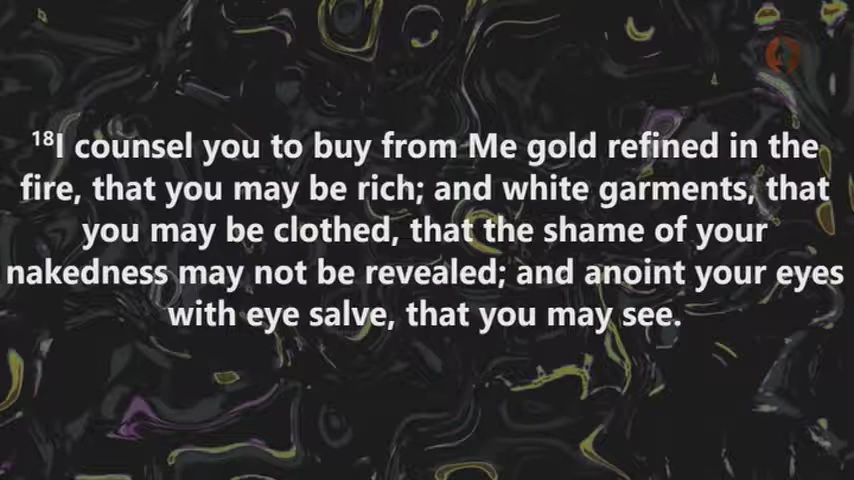 18I counsel you to buy from Me gold refined in the
fire, that you may be rich; and white garments, that
you may be clothed, that the shame of your
nakedness may not be revealed; and anoint your eyes
with eye salve, that you may see.